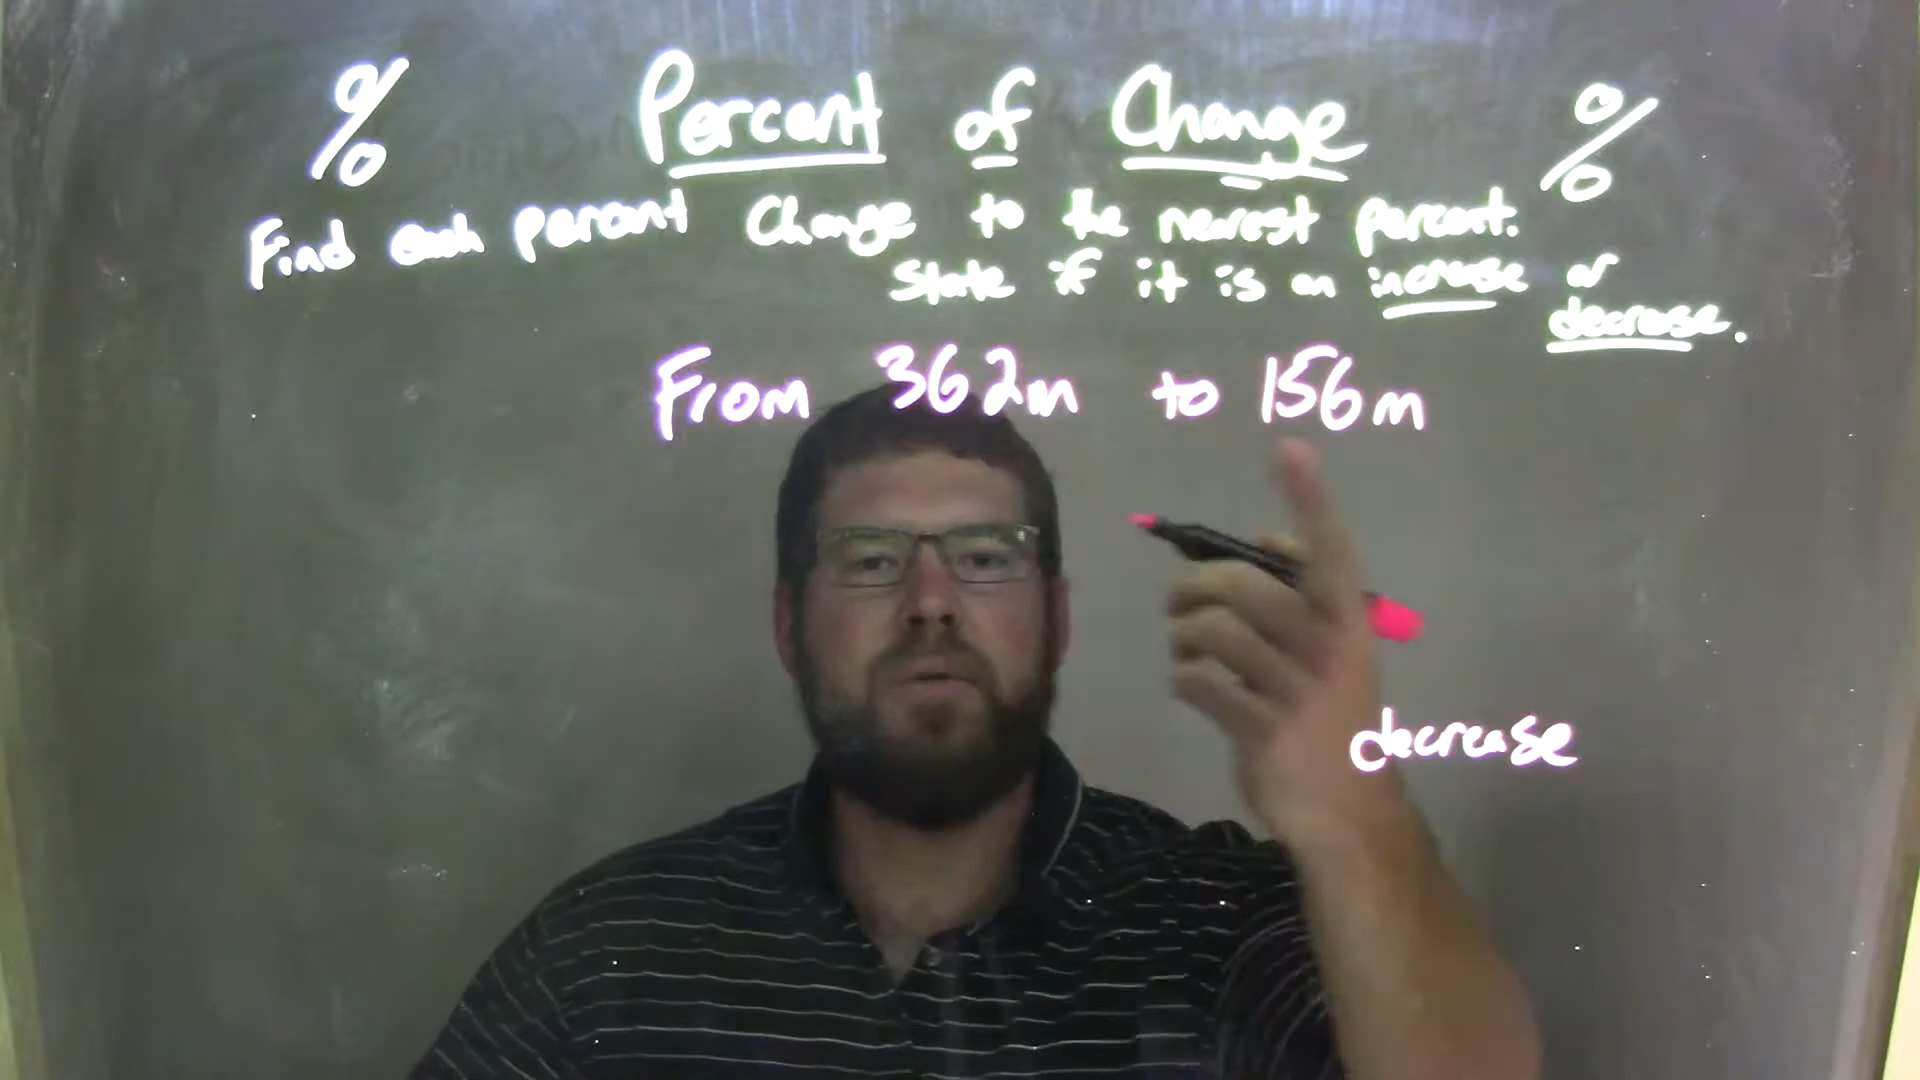 % Percent of Change %
Find each percent change to the nearest percent.
State if it is an increase or
decrease.
From 362m to 156m
decrease